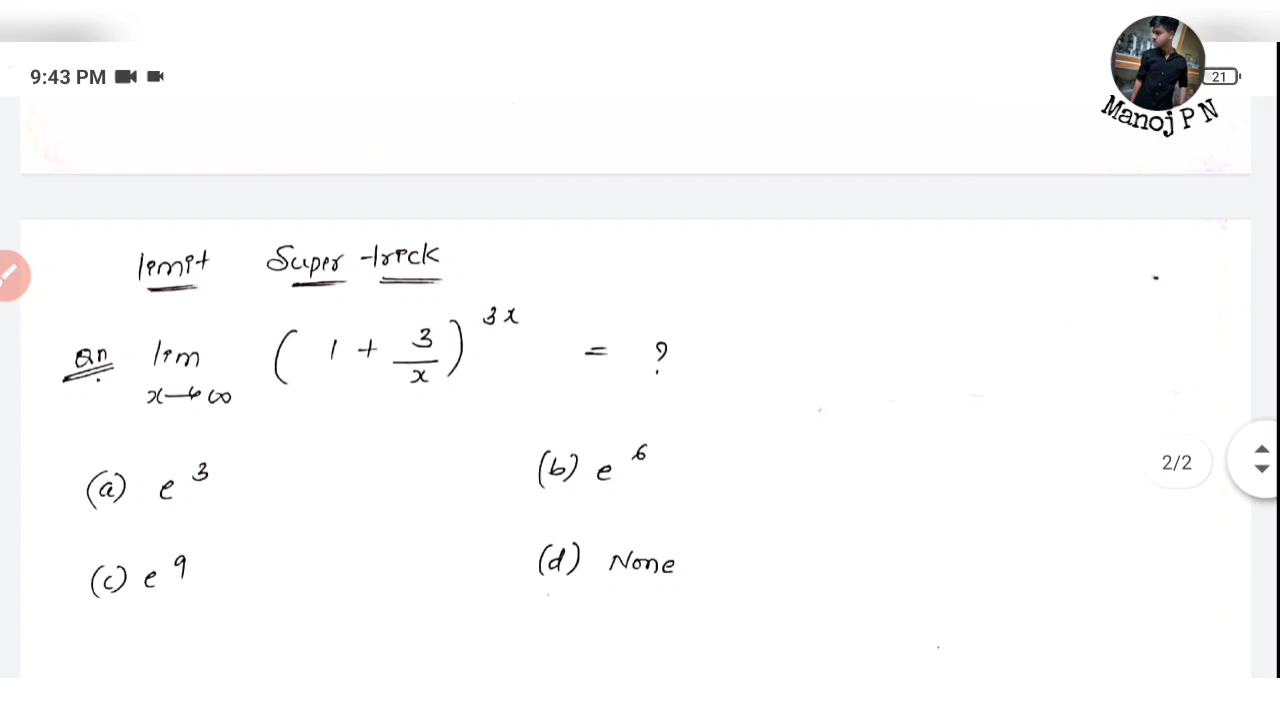 9:43 PM
21
Manoj P N
limit Super trick
Qn. lim x→∞ ( 1 + 3/x )^3x = ?
(a) e^3 (b) e^6
2/2
(c) e^9 (d) None